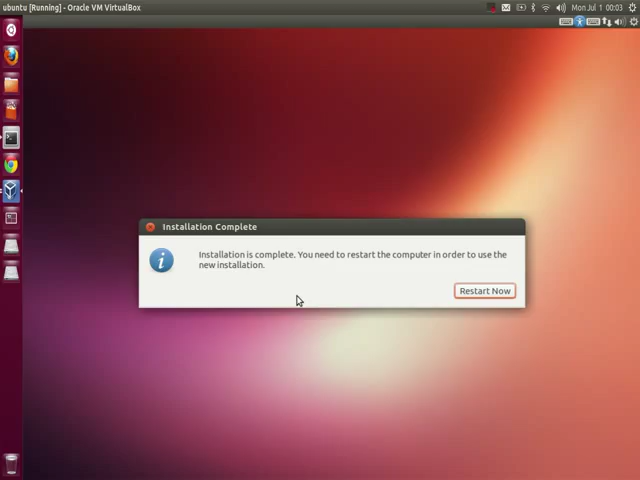 ubuntu [Running] - Oracle VM VirtualBox
Mon Jul 1 00:03
Installation Complete
Installation is complete. You need to restart the computer in order to use the
new installation.
Restart Now